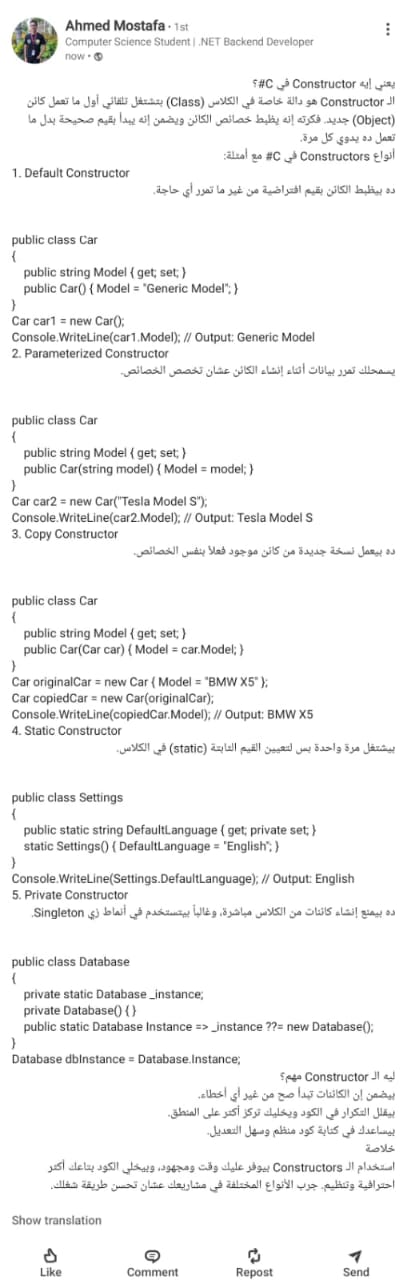 Ahmed Mostafa · 1st
Computer Science Student | .NET Backend Developer
now •
يعني إيه Constructor في C#؟
الـ Constructor هو دالة خاصة في الكلاس (Class) بتشتغل تلقائي أول ما تعمل كائن
(Object) جديد. فكرته إنه يظبط خصائص الكائن ويضمن إنه يبدأ بقيم صحيحة بدل ما
تعمل ده يدوي كل مرة.
أنواع Constructors في C# مع أمثلة:
1. Default Constructor
ده بيظبط الكائن بقيم افتراضية من غير ما تمرر أي حاجة.
public class Car
{
public string Model { get; set; }
public Car() { Model = "Generic Model"; }
}
Car car1 = new Car();
Console.WriteLine(car1.Model); // Output: Generic Model
2. Parameterized Constructor
يسمحلك تمرر بيانات أثناء إنشاء الكائن عشان تخصص الخصائص.
public class Car
{
public string Model { get; set; }
public Car(string model) { Model = model; }
}
Car car2 = new Car("Tesla Model S");
Console.WriteLine(car2.Model); // Output: Tesla Model S
3. Copy Constructor
ده بيعمل نسخة جديدة من كائن موجود فعلاً بنفس الخصائص.
public class Car
{
public string Model { get; set; }
public Car(Car car) { Model = car.Model; }
}
Car originalCar = new Car { Model = "BMW X5" };
Car copiedCar = new Car(originalCar);
Console.WriteLine(copiedCar.Model); // Output: BMW X5
4. Static Constructor
بيشتغل مرة واحدة بس لتعيين القيم الثابتة (static) في الكلاس.
public class Settings
{
public static string DefaultLanguage { get; private set; }
static Settings() { DefaultLanguage = "English"; }
}
Console.WriteLine(Settings.DefaultLanguage); // Output: English
5. Private Constructor
ده بيمنع إنشاء كائنات من الكلاس مباشرة، وغالباً بيتستخدم في أنماط زي Singleton.
public class Database
{
private static Database _instance;
private Database() { }
public static Database Instance => _instance ??= new Database();
}
Database dbInstance = Database.Instance;
ليه الـ Constructor مهم؟
بيضمن إن الكائنات تبدأ صح من غير أي أخطاء.
بيقلل التكرار في الكود ويخليك تركز أكتر على المنطق.
بيساعدك في كتابة كود منظم وسهل التعديل.
خلاصة
استخدام الـ Constructors بيوفر عليك وقت ومجهود، وبيخلي الكود بتاعك أكتر
احترافية وتنظيم. جرب الأنواع المختلفة في مشاريعك عشان تحسن طريقة شغلك.
Show translation
Like Comment Repost Send